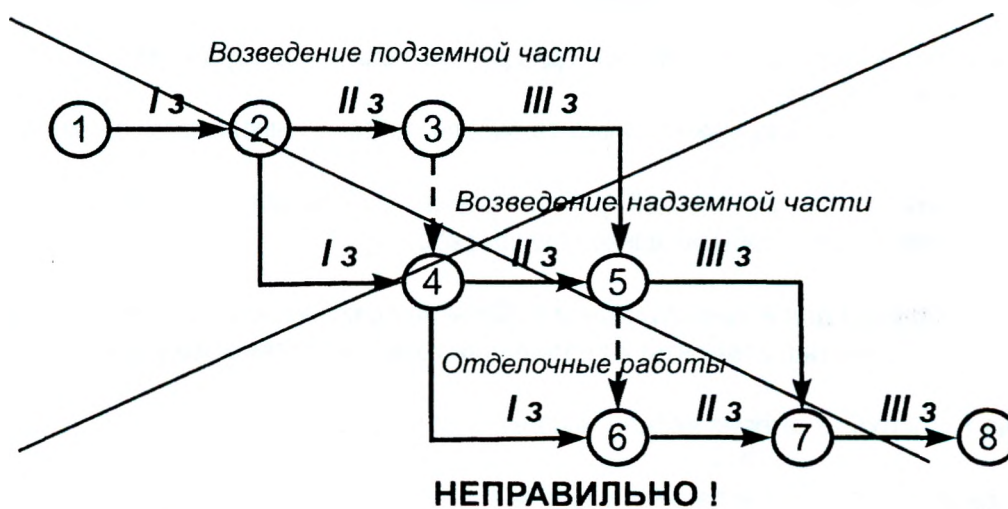 Возведение подземной части
I з II з III з
1 2 3
Возведение надземной части
I з II з III з
4 5
Отделочные работы
I з II з III з
6 7 8
НЕПРАВИЛЬНО !